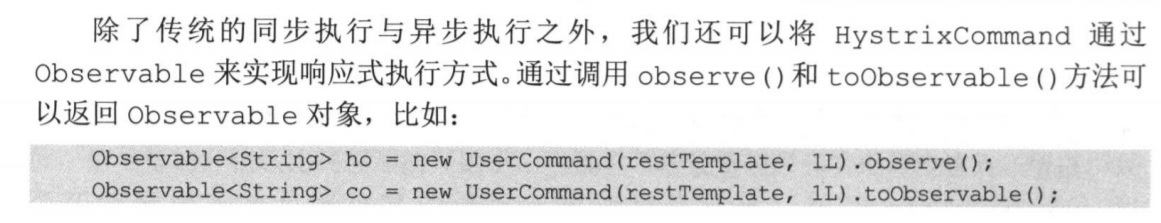 除了传统的同步执行与异步执行之外，我们还可以将 HystrixCommand 通过
Observable 来实现响应式执行方式。通过调用 observe()和 toObservable()方法可
以返回 Observable 对象，比如：
Observable<String> ho = new UserCommand(restTemplate, 1L).observe();
Observable<String> co = new UserCommand(restTemplate, 1L).toObservable();